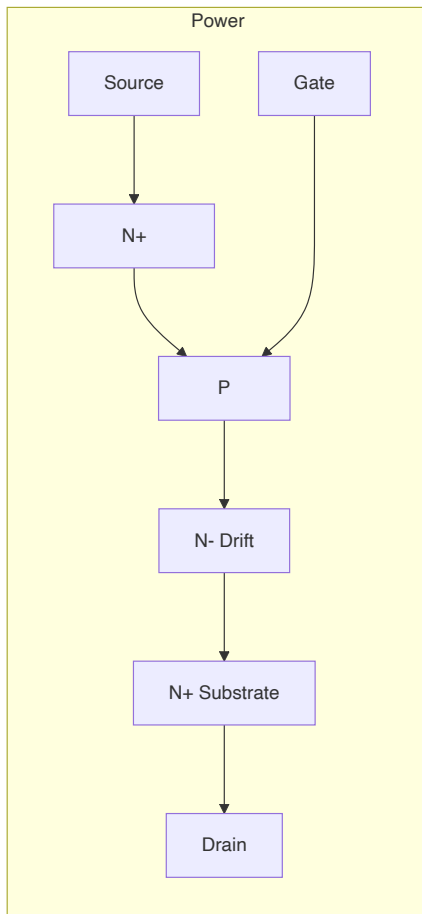 Power
Source
Gate
N+
P
N- Drift
N+ Substrate
Drain